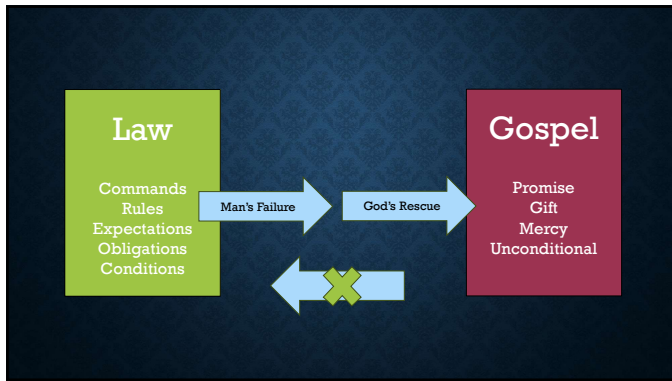 Law
Commands
Rules
Expectations
Obligations
Conditions
Man's Failure
God's Rescue
Gospel
Promise
Gift
Mercy
Unconditional